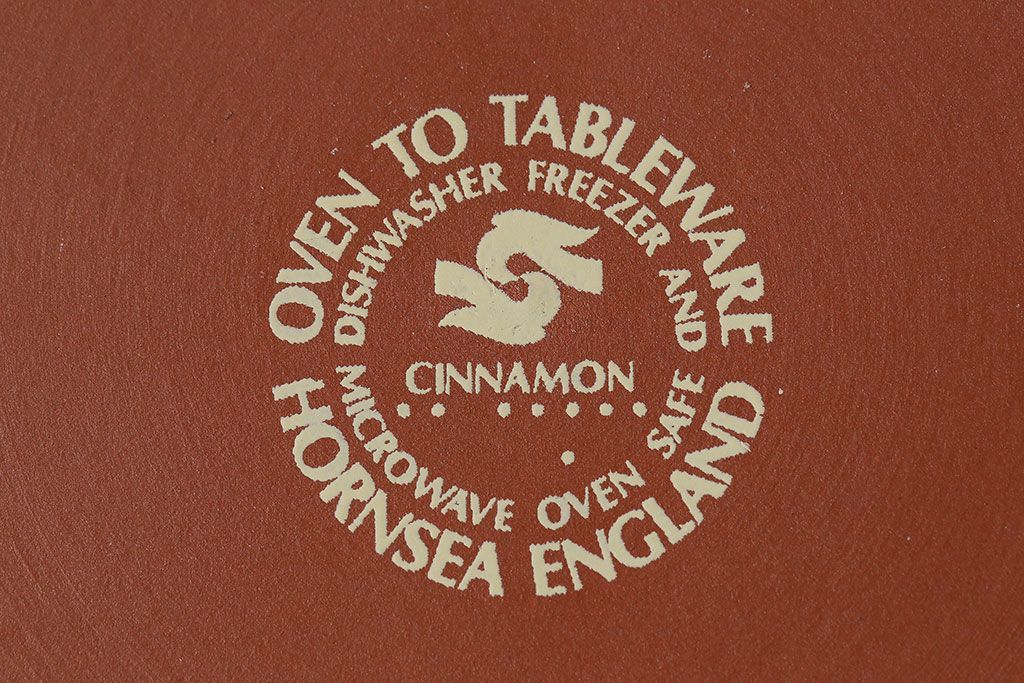 OVEN TO TABLEWARE
DISHWASHER FREEZER AND
CINNAMON
MICROWAVE OVEN SAFE
HORNSEA ENGLAND